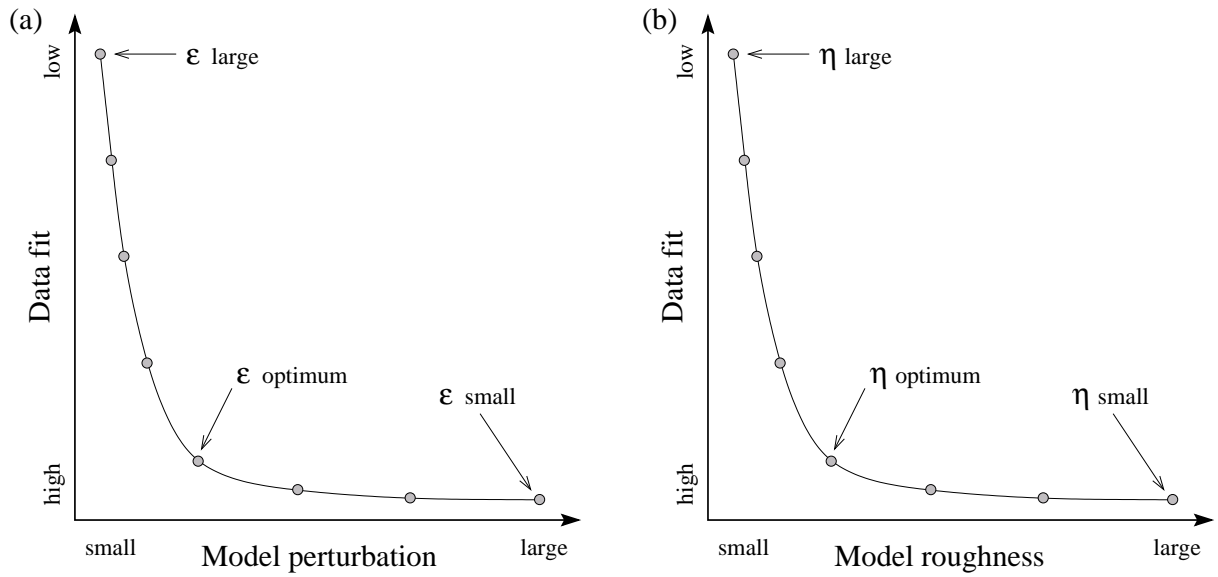 (a)
low
ε large
Data fit
ε optimum
ε small
high
small
large
Model perturbation
(b)
low
η large
Data fit
η optimum
η small
high
small
large
Model roughness